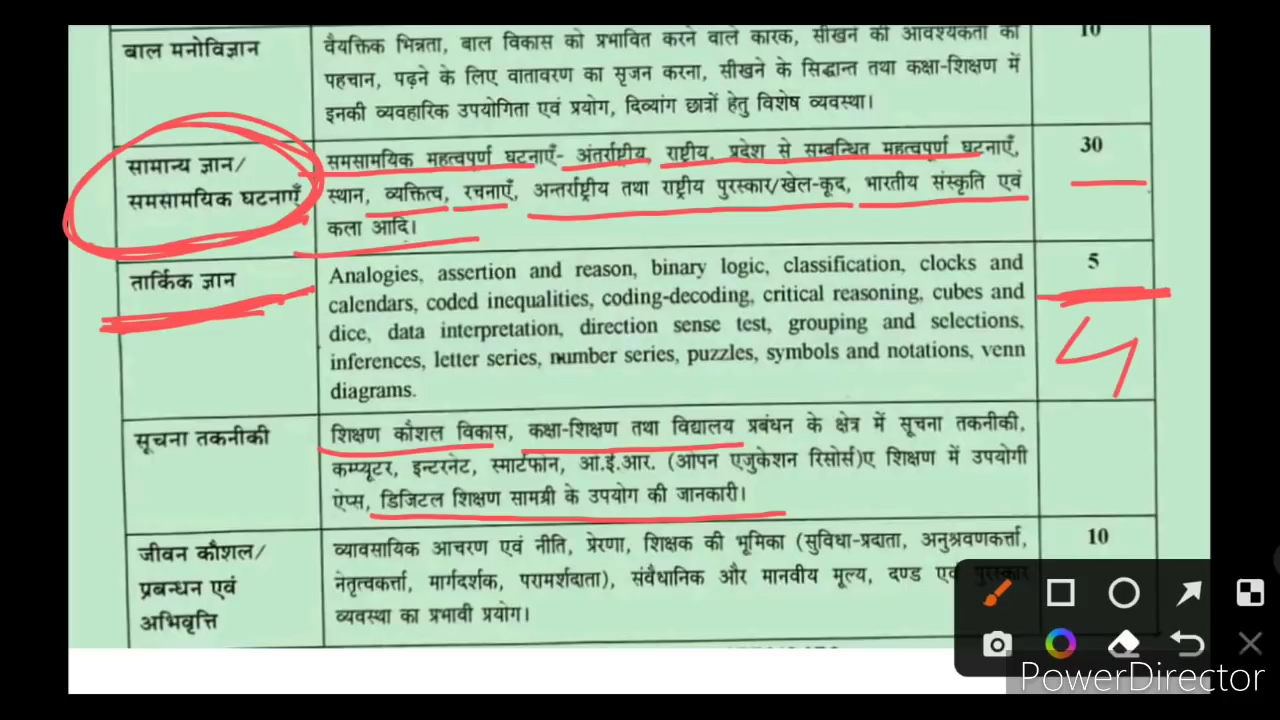 बाल मनोविज्ञान
वैयक्तिक भिन्नता, बाल विकास को प्रभावित करने वाले कारक, सीखने की आवश्यकता की
10
पहचान, पढ़ने के लिए वातावरण का सृजन करना, सीखने के सिद्धान्त तथा कक्षा-शिक्षण में
इनकी व्यवहारिक उपयोगिता एवं प्रयोग, दिव्यांग छात्रों हेतु विशेष व्यवस्था।
सामान्य ज्ञान/
समसामयिक घटनाएँ
समसामयिक महत्वपूर्ण घटनाएँ- अंतर्राष्ट्रीय, राष्ट्रीय, प्रदेश से सम्बन्धित महत्वपूर्ण घटनाएँ,
स्थान, व्यक्तित्व, रचनाएँ, अन्तर्राष्ट्रीय तथा राष्ट्रीय पुरस्कार/खेल-कूद, भारतीय संस्कृति एवं
कला आदि।
30
तार्किक ज्ञान
Analogies, assertion and reason, binary logic, classification, clocks and
calendars, coded inequalities, coding-decoding, critical reasoning, cubes and
dice, data interpretation, direction sense test, grouping and selections,
inferences, letter series, number series, puzzles, symbols and notations, venn
diagrams.
5
सूचना तकनीकी
शिक्षण कौशल विकास, कक्षा-शिक्षण तथा विद्यालय प्रबंधन के क्षेत्र में सूचना तकनीकी,
कम्प्यूटर, इन्टरनेट, स्मार्टफोन, ओ.ई.आर. (ओपन एजुकेशन रिसोर्स)ए शिक्षण में उपयोगी
ऐप्स, डिजिटल शिक्षण सामग्री के उपयोग की जानकारी।
जीवन कौशल/
प्रबन्धन एवं
अभिवृत्ति
व्यावसायिक आचरण एवं नीति, प्रेरणा, शिक्षक की भूमिका (सुविधा-प्रदाता, अनुश्रवणकर्त्ता,
नेतृत्वकर्त्ता, मार्गदर्शक, परामर्शदाता), संवैधानिक और मानवीय मूल्य, दण्ड एवं पुरस्कार
व्यवस्था का प्रभावी प्रयोग।
10
PowerDirector